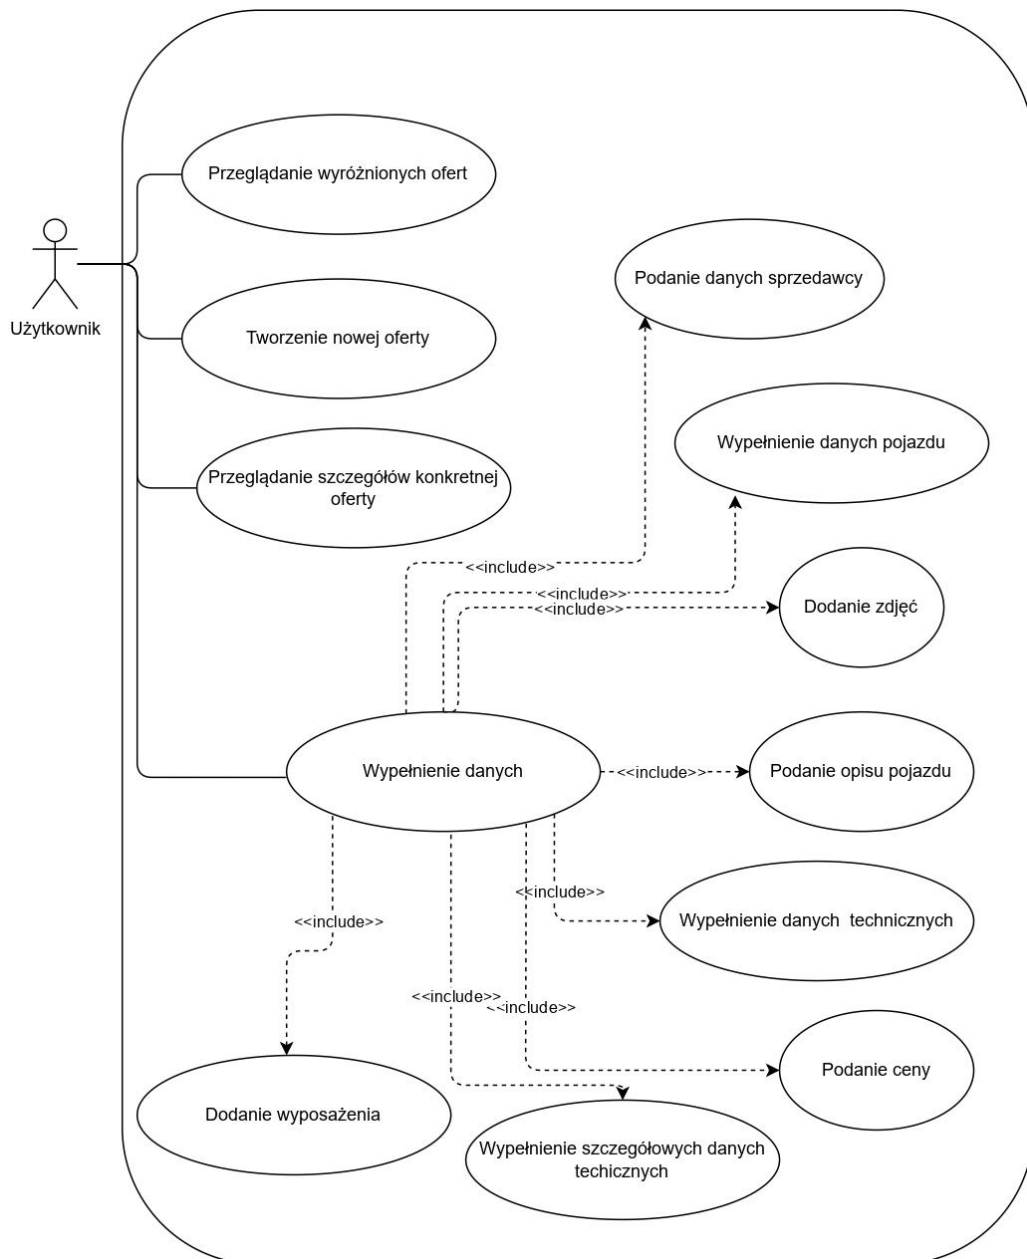 Przeglądanie wyróżnionych ofert
Użytkownik
Podanie danych sprzedawcy
Tworzenie nowej oferty
Wypełnienie danych pojazdu
Przeglądanie szczegółów konkretnej
oferty
<<include>>
<<include>>
<<include>>
Dodanie zdjęć
Wypełnienie danych
<<include>>
Podanie opisu pojazdu
<<include>>
<<include>>
Wypełnienie danych  technicznych
<<include>>
<<include>>
Podanie ceny
Dodanie wyposażenia
Wypełnienie szczegółowych danych
techicznych